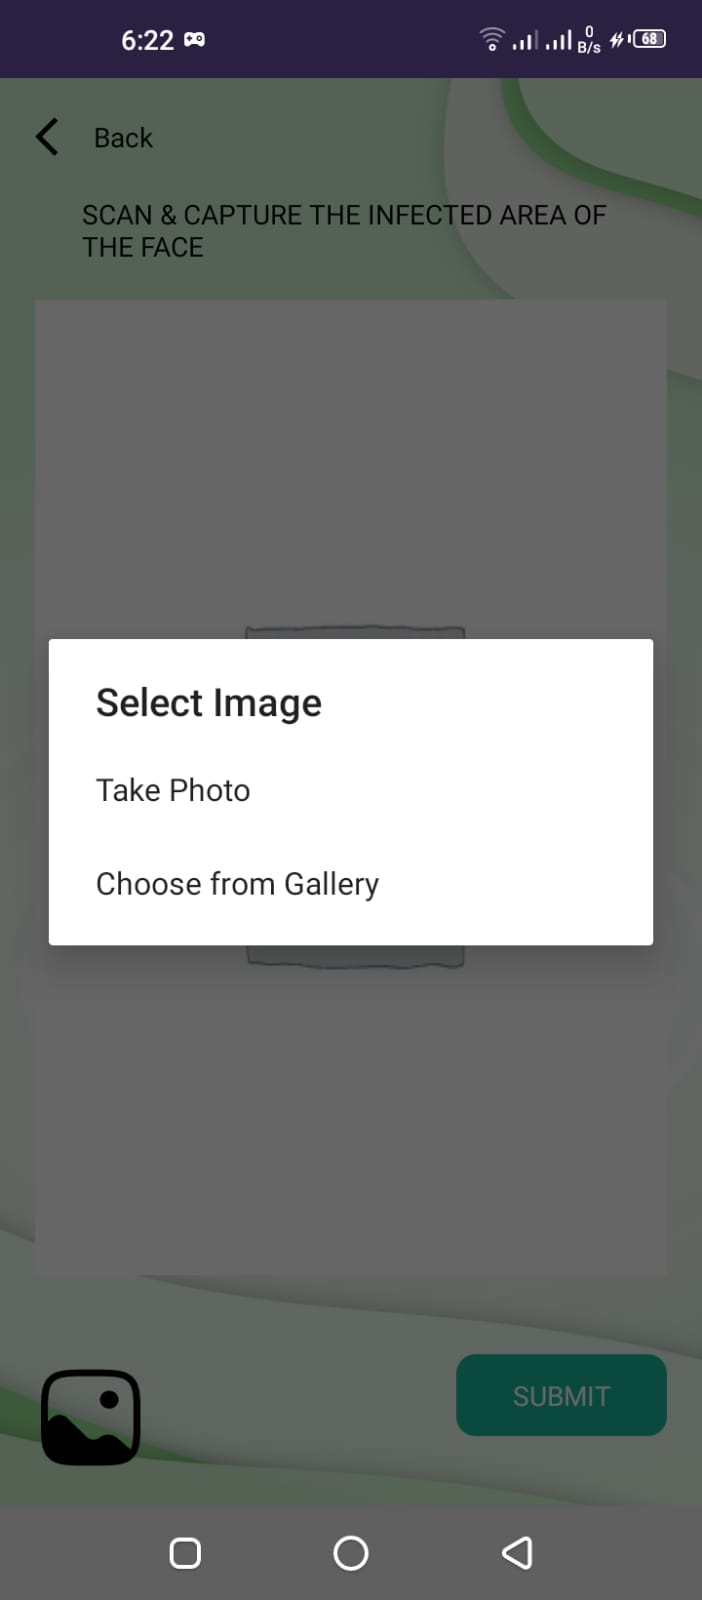 6:22
0
B/s
68
Back
SCAN & CAPTURE THE INFECTED AREA OF
THE FACE
Select Image
Take Photo
Choose from Gallery
SUBMIT